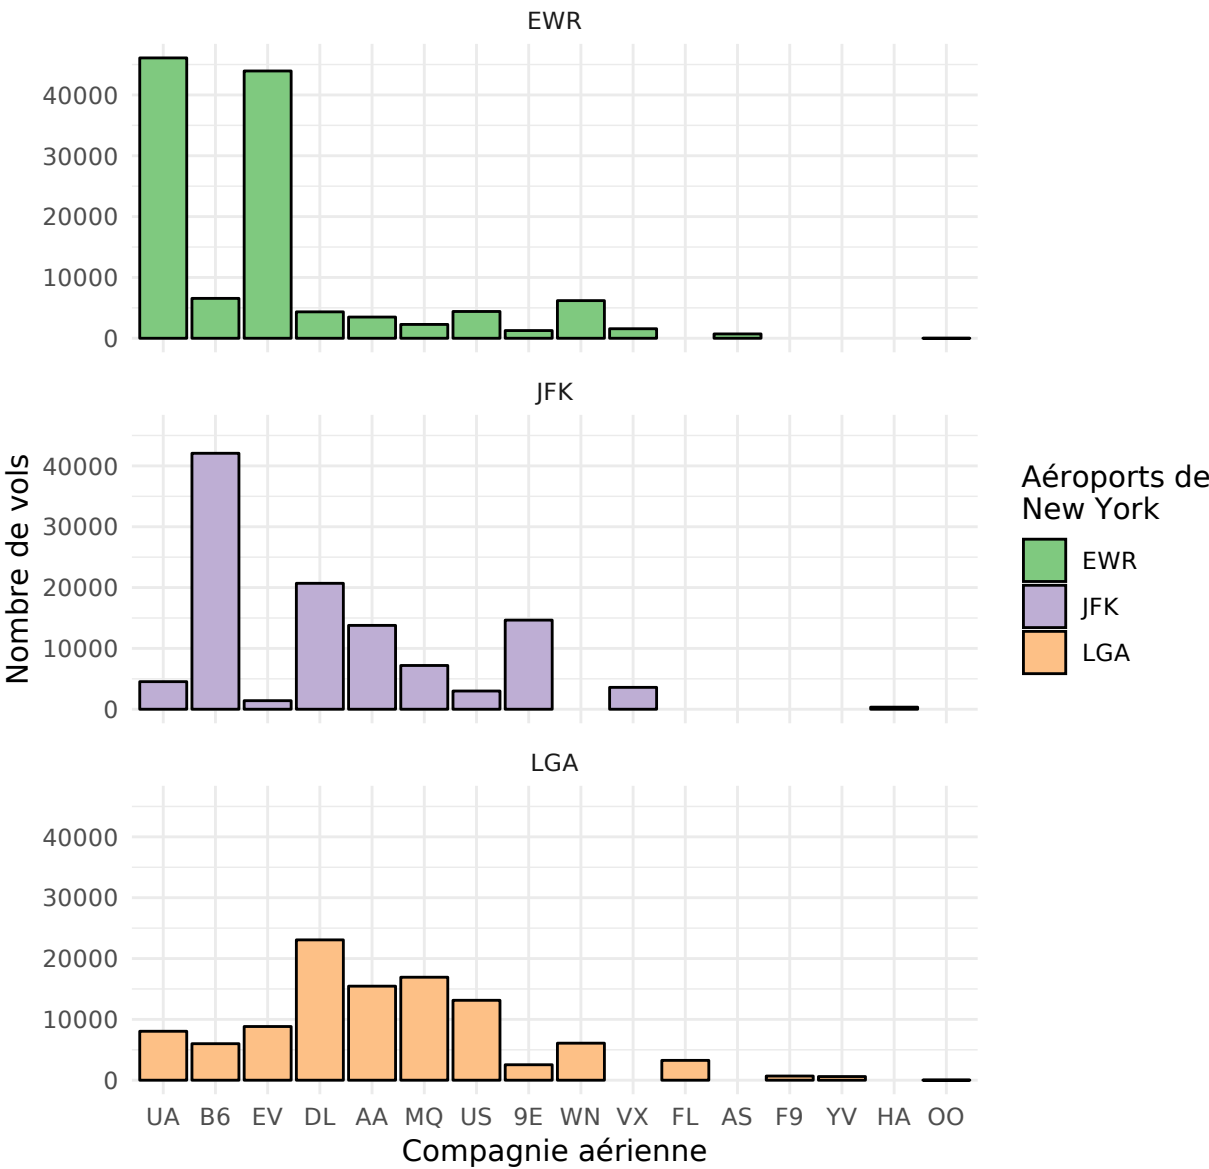 EWR
40000
30000
20000
10000
0
JFK
40000
30000
20000
10000
0
LGA
40000
30000
20000
10000
0
UA B6 EV DL AA MQ US 9E WN VX FL AS F9 YV HA OO
Compagnie aérienne
Nombre de vols
Aéroports de
New York
EWR
JFK
LGA